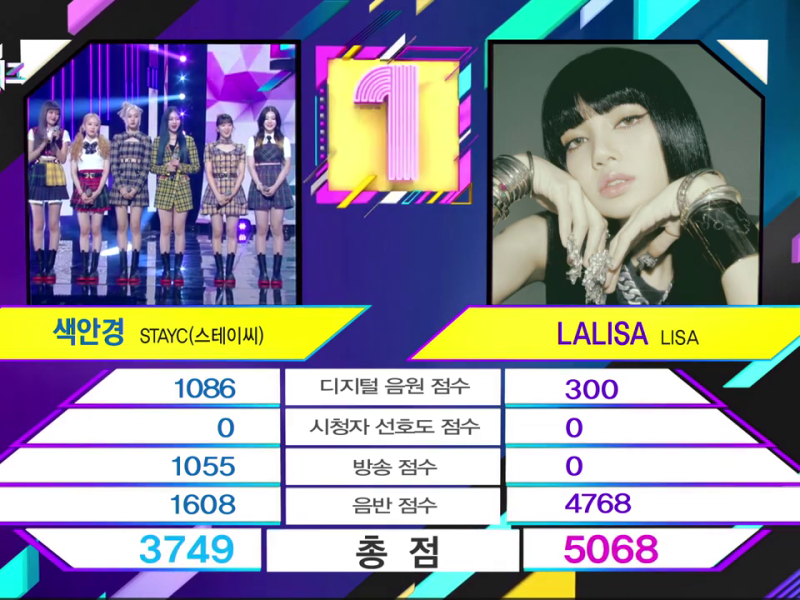 1
색안경 STAYC(스테이씨)
LALISA LISA
1086 디지털 음원 점수 300
0 시청자 선호도 점수 0
1055 방송 점수 0
1608 음반 점수 4768
3749 총 점 5068